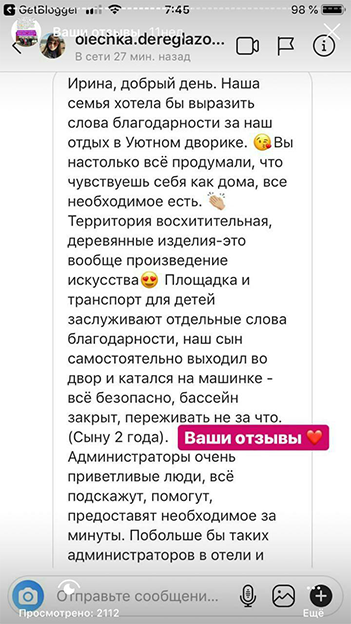 GetBlogger
7:45
98 %
Ваши отзывы 11нед.
olechka.dereglazo...
В сети 27 мин. назад
Ирина, добрый день. Наша
семья хотела бы выразить
слова благодарности за наш
отдых в Уютном дворике. 😘Вы
настолько всё продумали, что
чувствуешь себя как дома, все
необходимое есть. 👏🏼
Территория восхитительная,
деревянные изделия-это
вообще произведение
искусства😍 Площадка и
транспорт для детей
заслуживают отдельные слова
благодарности, наш сын
самостоятельно выходил во
двор и катался на машинке -
всё безопасно, бассейн
закрыт, переживать не за что.
(Сыну 2 года).
Ваши отзывы ❤️
Администраторы очень
приветливые люди, всё
подскажут, помогут,
предоставят необходимое за
минуты. Побольше бы таких
администраторов в отели и
Отправьте сообщени...
Просмотрено: 2112
Ещё